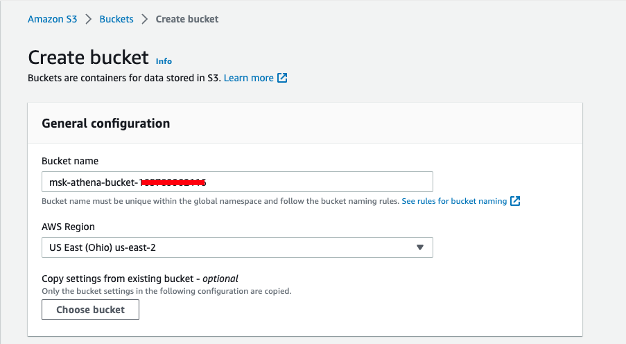 Amazon S3 > Buckets > Create bucket
Create bucket Info
Buckets are containers for data stored in S3. Learn more
General configuration
Bucket name
msk-athena-bucket-
Bucket name must be unique within the global namespace and follow the bucket naming rules. See rules for bucket naming
AWS Region
US East (Ohio) us-east-2
Copy settings from existing bucket - optional
Only the bucket settings in the following configuration are copied.
Choose bucket